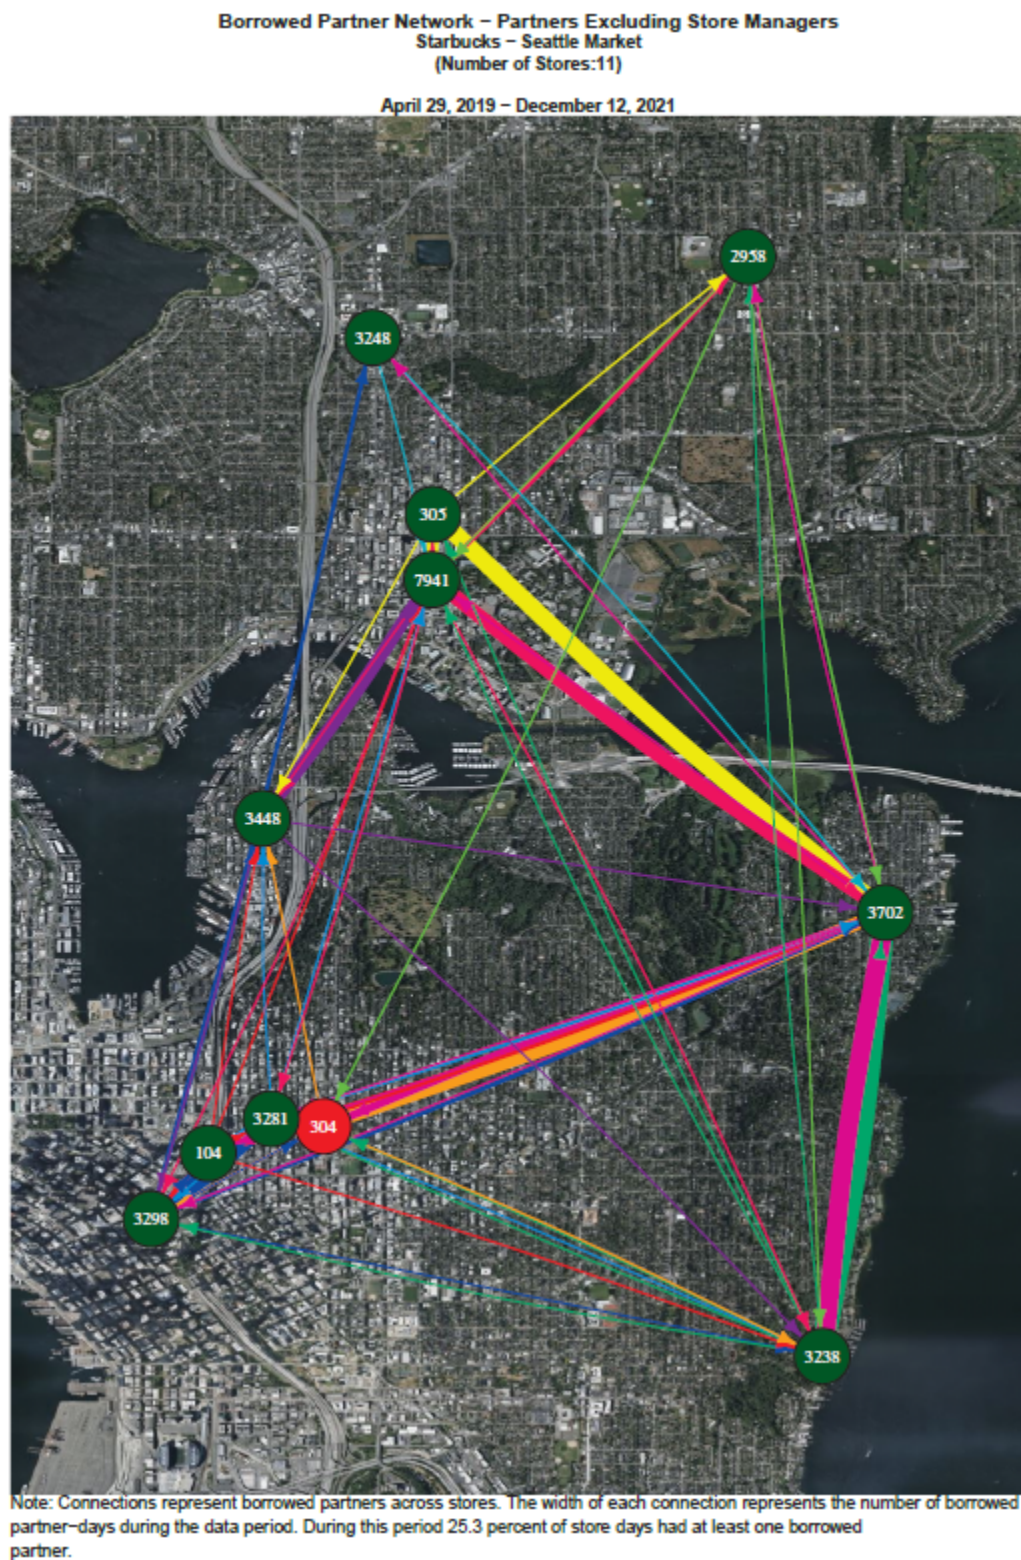 Borrowed Partner Network − Partners Excluding Store Managers
Starbucks − Seattle Market
(Number of Stores:11)
April 29, 2019 − December 12, 2021
2958
3248
305
7941
3448
3702
3281
304
104
3298
3238
Note: Connections represent borrowed partners across stores. The width of each connection represents the number of borrowed
partner−days during the data period. During this period 25.3 percent of store days had at least one borrowed
partner.